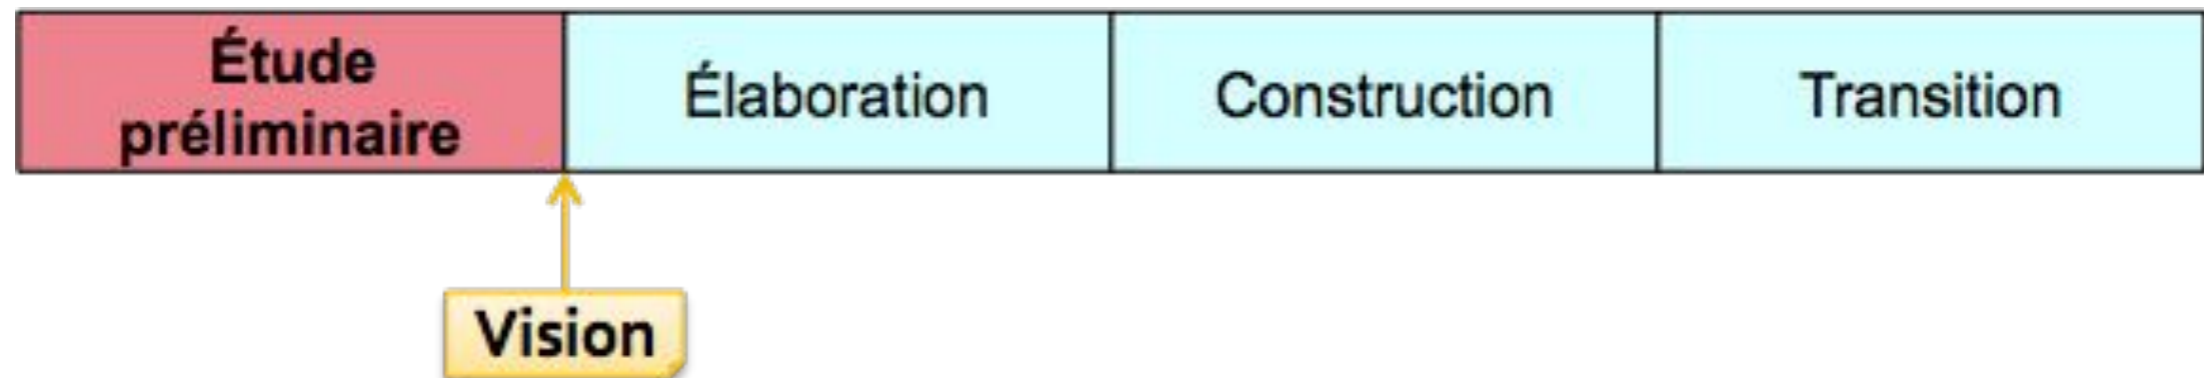 Étude
préliminaire
Élaboration
Construction
Transition
Vision